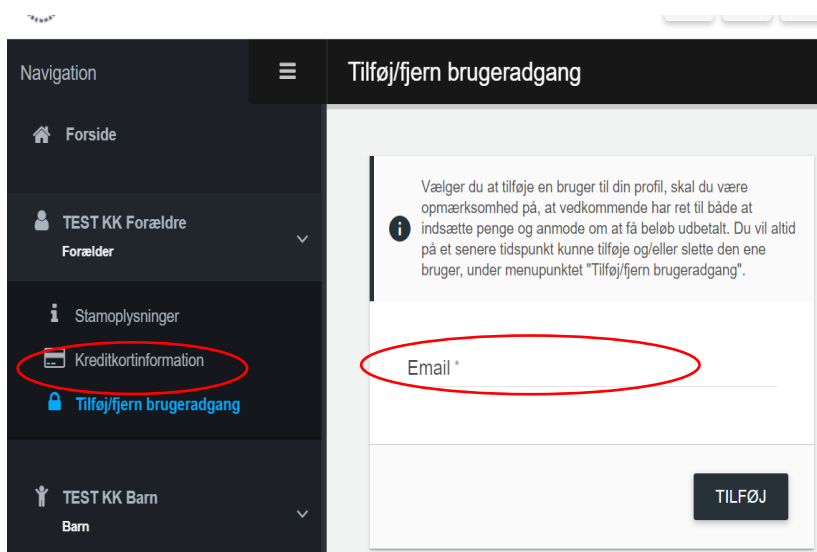 Navigation
Tilføj/fjern brugeradgang
Forside
TEST KK Forældre
Forælder
Stamoplysninger
Kreditkortinformation
Tilføj/fjern brugeradgang
TEST KK Barn
Barn
Vælger du at tilføje en bruger til din profil, skal du være
opmærksomhed på, at vedkommende har ret til både at
indsætte penge og anmode om at få beløb udbetalt. Du vil altid
på et senere tidspunkt kunne tilføje og/eller slette den ene
bruger, under menupunktet "Tilføj/fjern brugeradgang".
Email *
TILFØJ